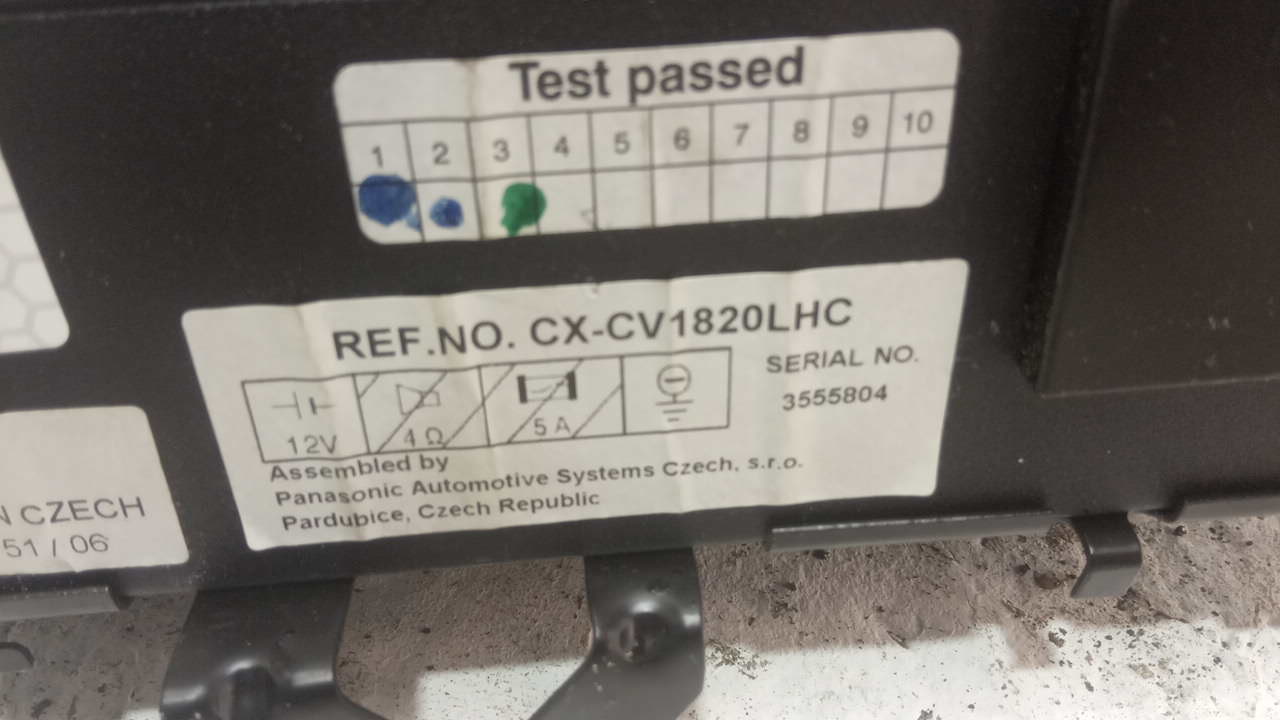 Test passed
1 2 3 4 5 6 7 8 9 10
REF.NO. CX-CV1820LHC
SERIAL NO.
3555804
12V 4 Ω 5 A
Assembled by
Panasonic Automotive Systems Czech, s.r.o.
Pardubice, Czech Republic
N CZECH
51 / 06